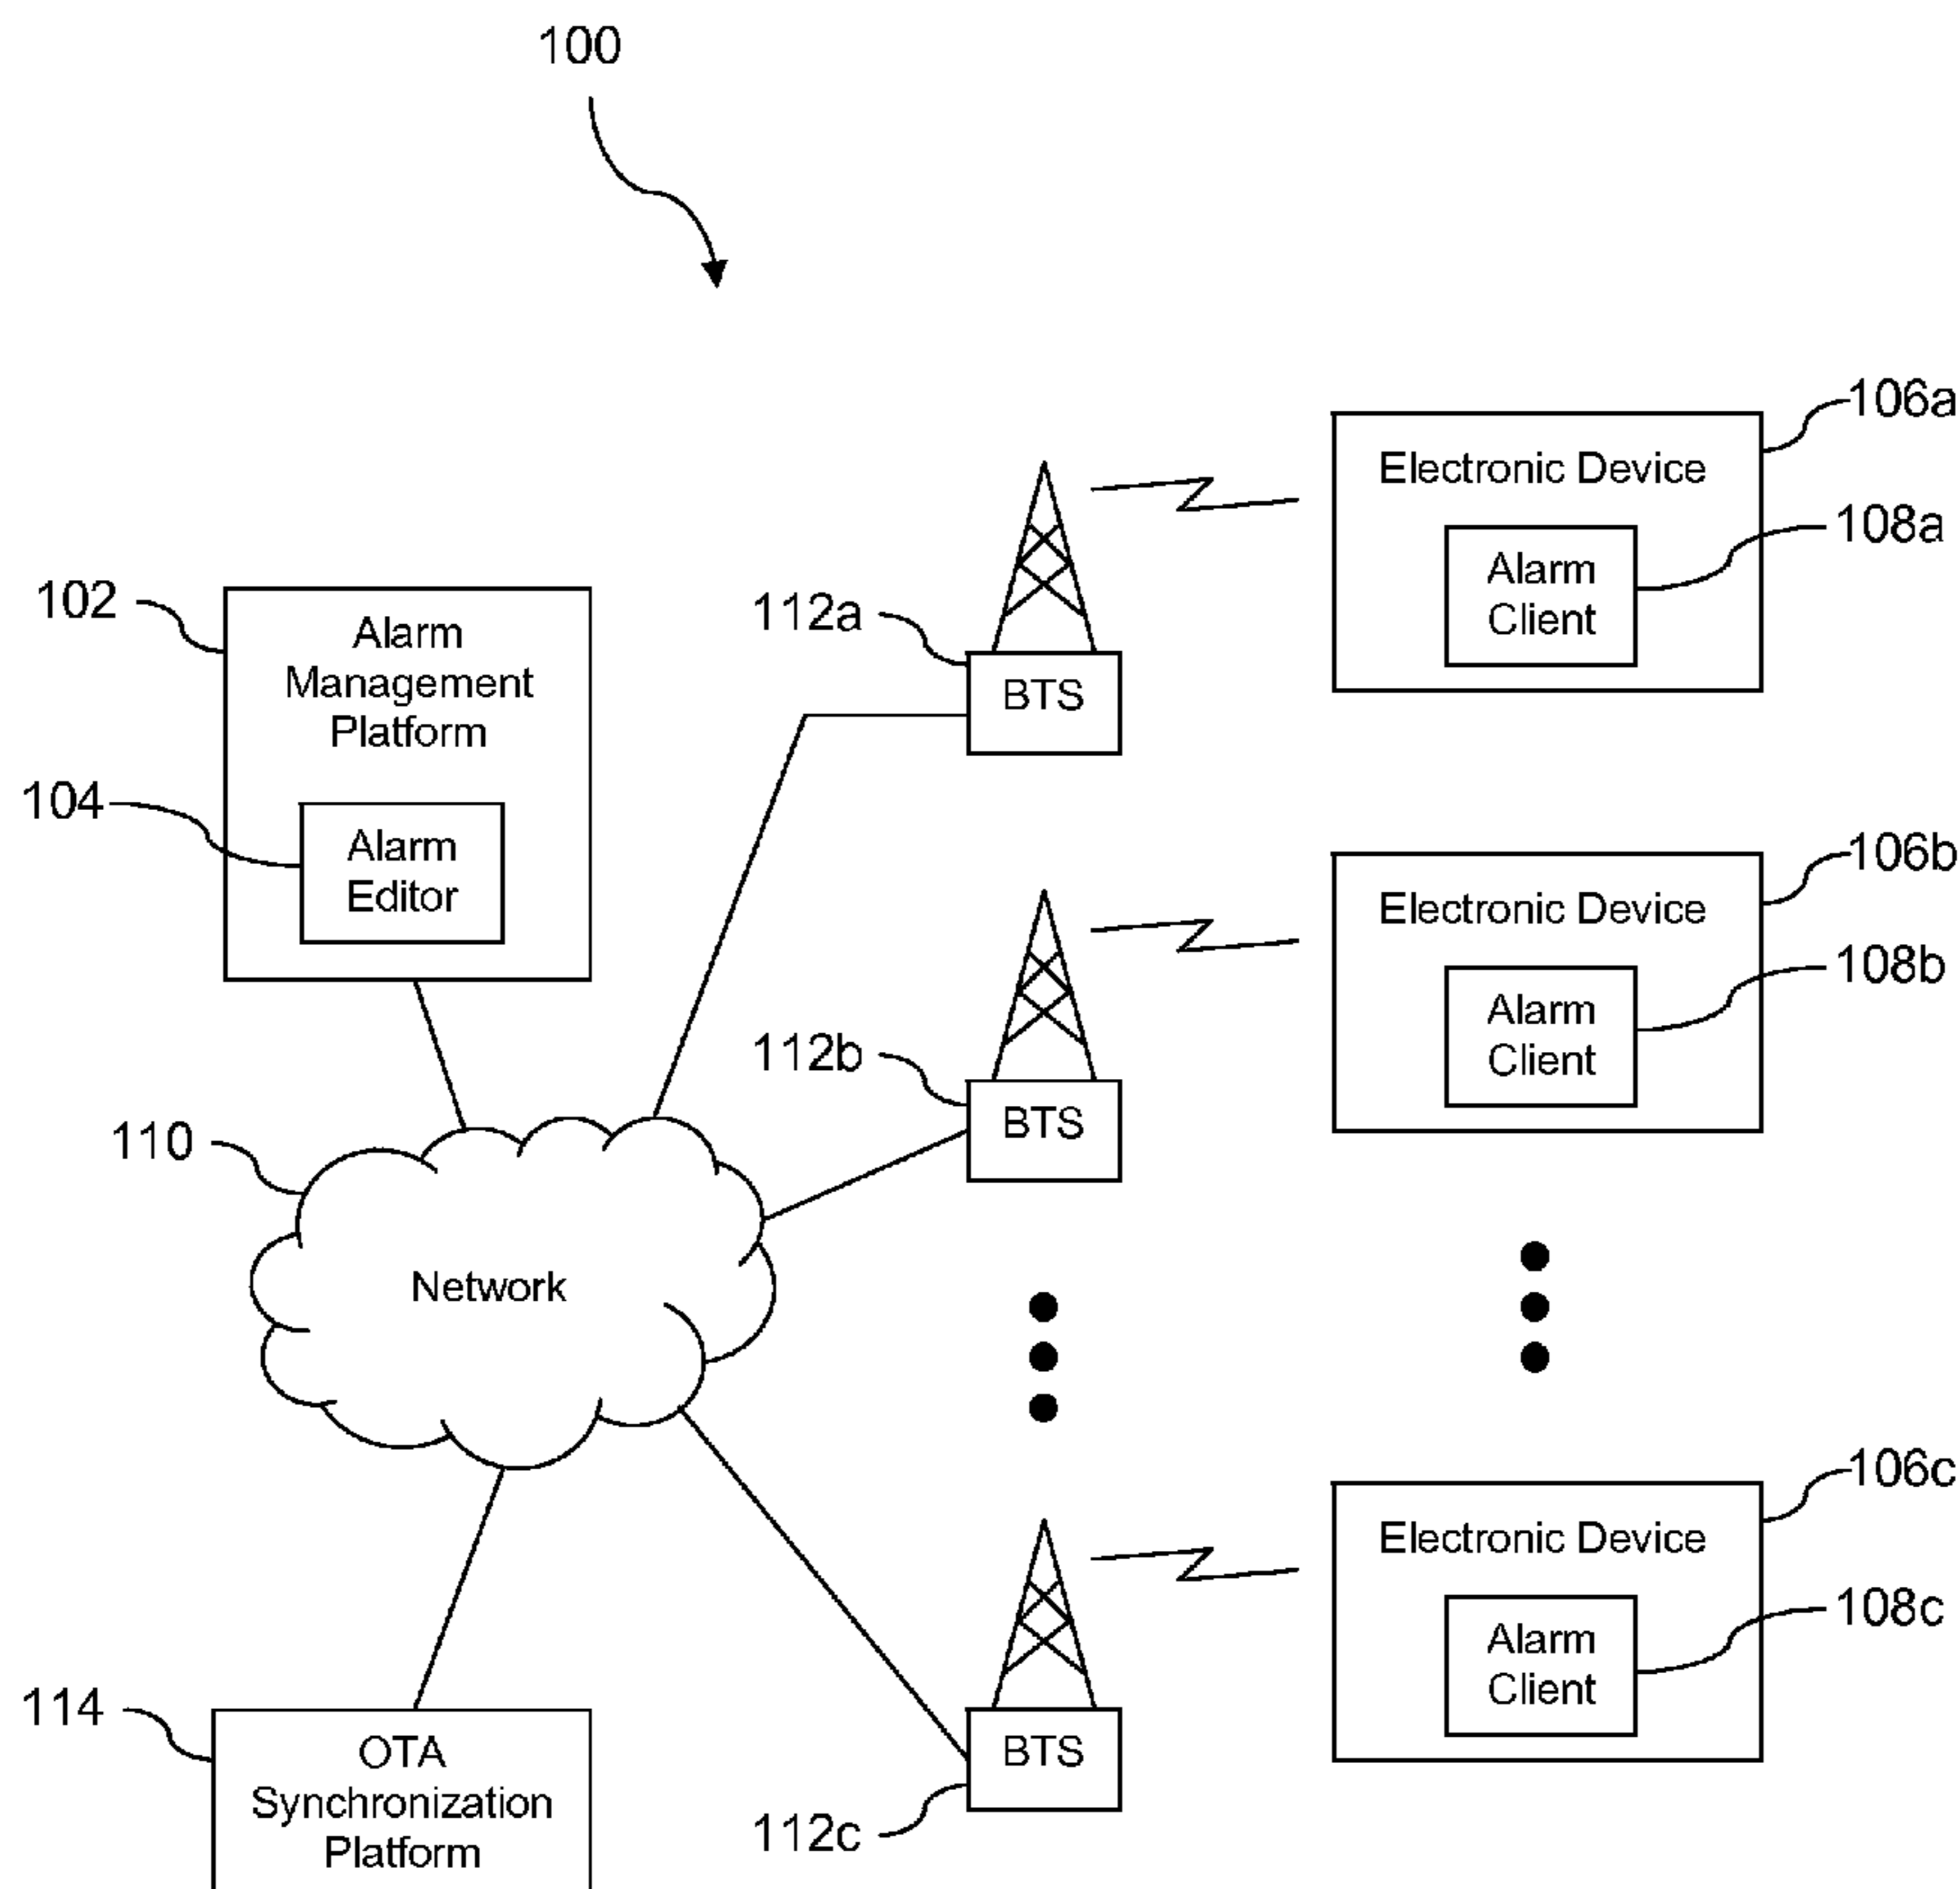 100
106a
Electronic Device
108a
Alarm
Client
102
Alarm
Management
Platform
112a
BTS
104
Alarm
Editor
106b
Electronic Device
108b
Alarm
Client
112b
BTS
110
Network
106c
Electronic Device
108c
Alarm
Client
114
OTA
Synchronization
Platform
BTS
112c